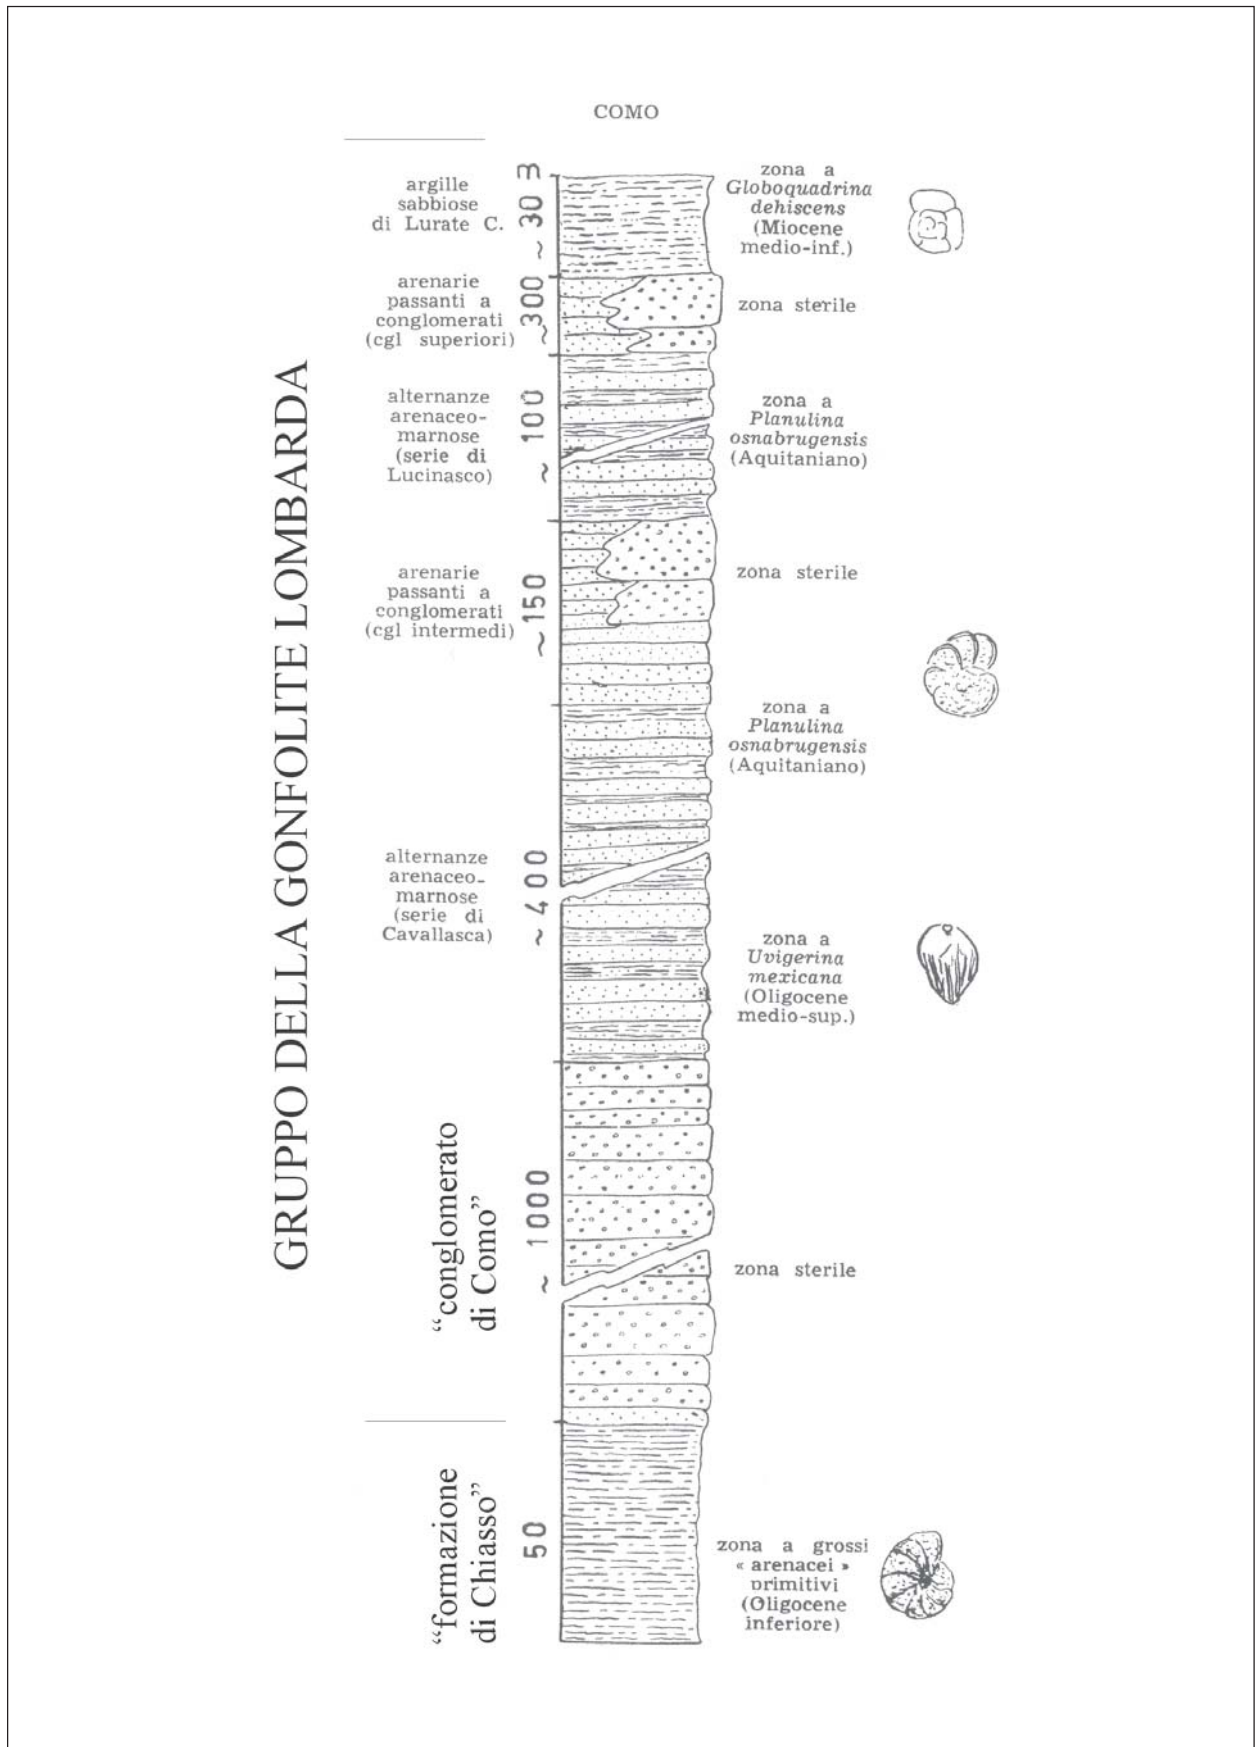 COMO
GRUPPO DELLA GONFOLITE LOMBARDA
m
argille
sabbiose
di Lurate C.
~ 30
zona a
Globoquadrina
dehiscens
(Miocene
medio-inf.)
arenarie
passanti a
conglomerati
(cgl superiori)
~300
zona sterile
alternanze
arenaceo-
marnose
(serie di
Lucinasco)
~ 100
zona a
Planulina
osnabrugensis
(Aquitaniano)
arenarie
passanti a
conglomerati
(cgl intermedi)
~150
zona sterile
zona a
Planulina
osnabrugensis
(Aquitaniano)
alternanze
arenaceo-
marnose
(serie di
Cavallasca)
~ 400
zona a
Uvigerina
mexicana
(Oligocene
medio-sup.)
"conglomerato
di Como"
~ 1000
zona sterile
"formazione
di Chiasso"
50
zona a grossi
« arenacei »
primitivi
(Oligocene
inferiore)